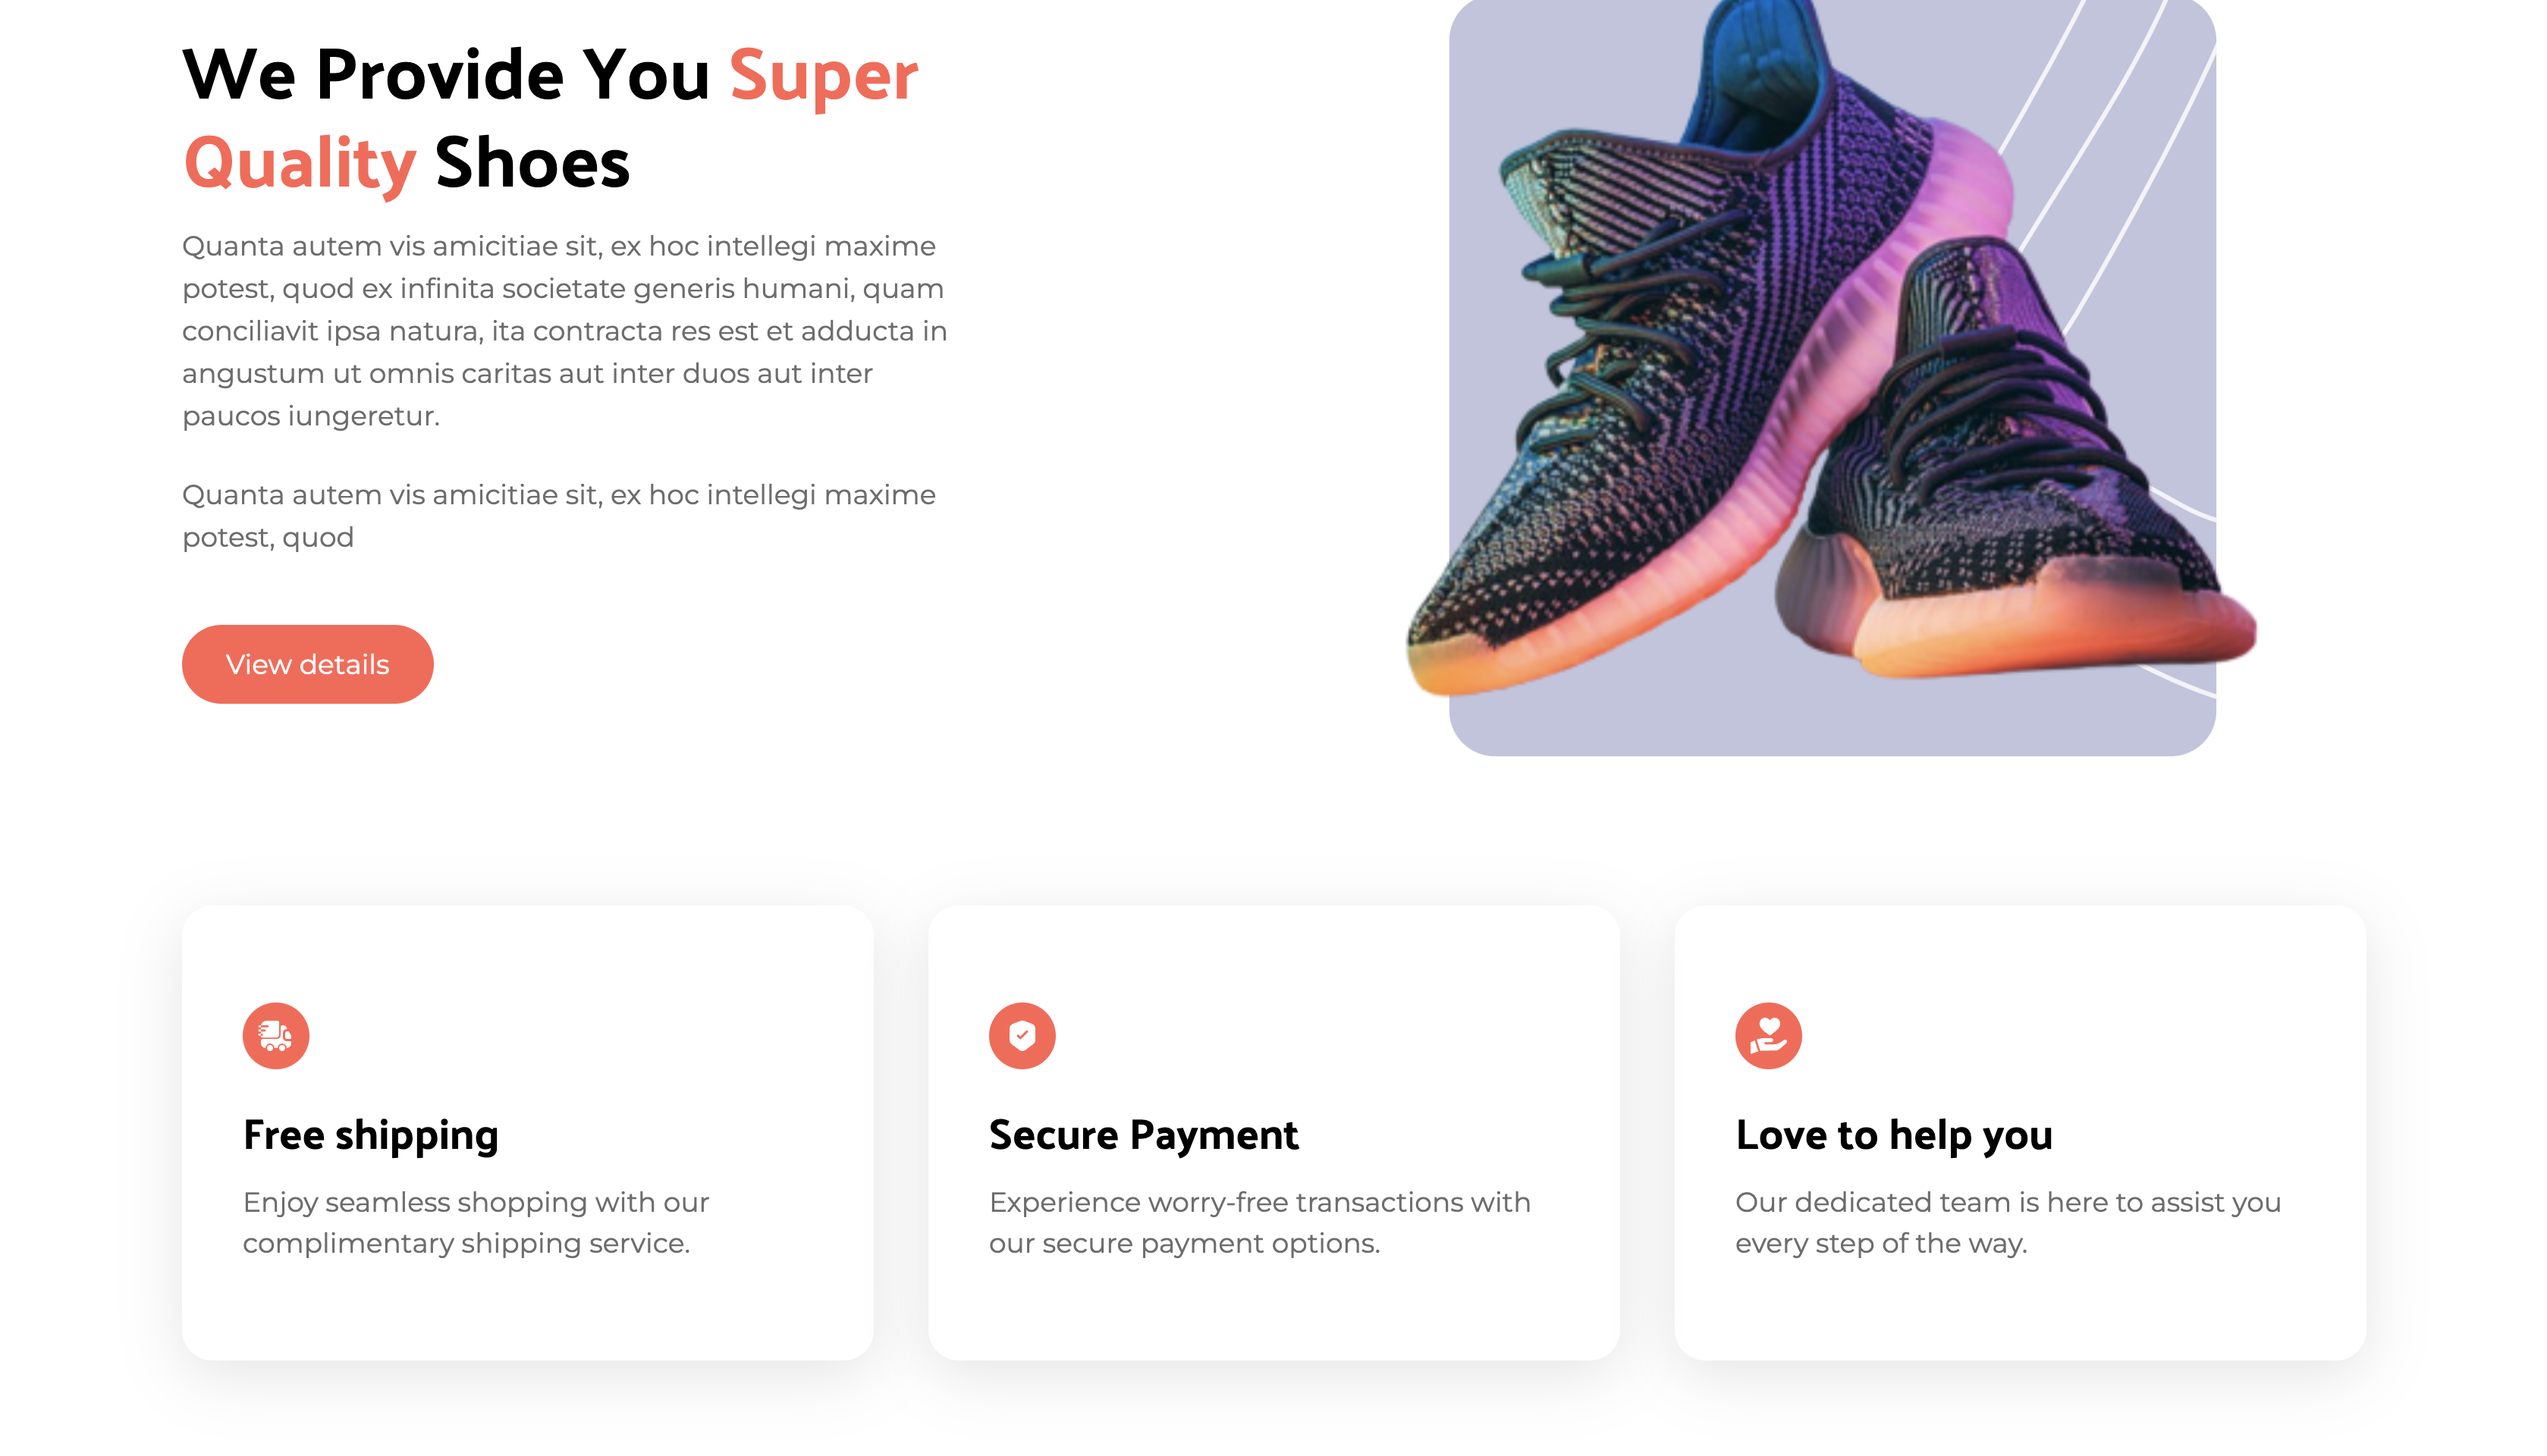 We Provide You Super
Quality Shoes
Quanta autem vis amicitiae sit, ex hoc intellegi maxime
potest, quod ex infinita societate generis humani, quam
conciliavit ipsa natura, ita contracta res est et adducta in
angustum ut omnis caritas aut inter duos aut inter
paucos iungeretur.
Quanta autem vis amicitiae sit, ex hoc intellegi maxime
potest, quod
View details
Free shipping
Enjoy seamless shopping with our
complimentary shipping service.
Secure Payment
Experience worry-free transactions with
our secure payment options.
Love to help you
Our dedicated team is here to assist you
every step of the way.